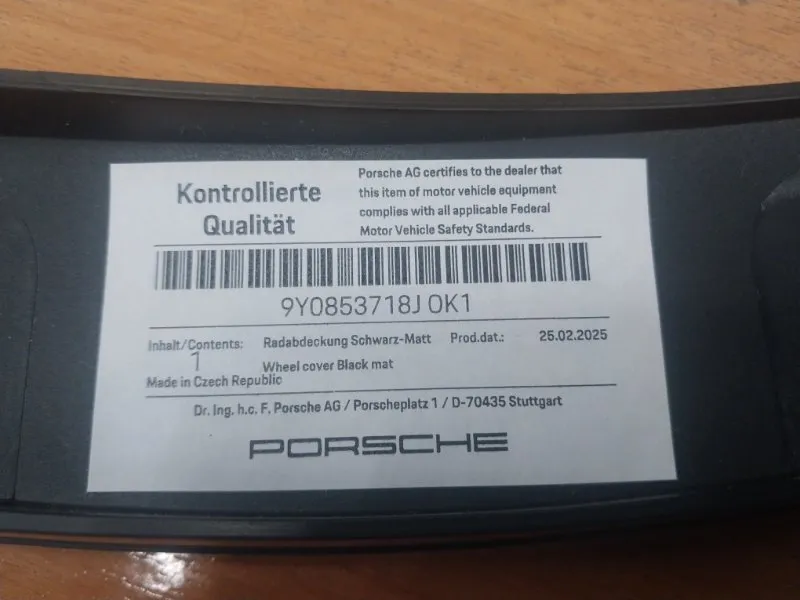 Kontrollierte
Qualität
Porsche AG certifies to the dealer that
this item of motor vehicle equipment
complies with all applicable Federal
Motor Vehicle Safety Standards.
9Y0853718J OK1
Inhalt/Contents: Radabdeckung Schwarz-Matt Prod.dat.: 25.02.2025
1 Wheel cover Black mat
Made in Czech Republic
Dr. Ing. h.c. F. Porsche AG / Porscheplatz 1 / D-70435 Stuttgart
PORSCHE